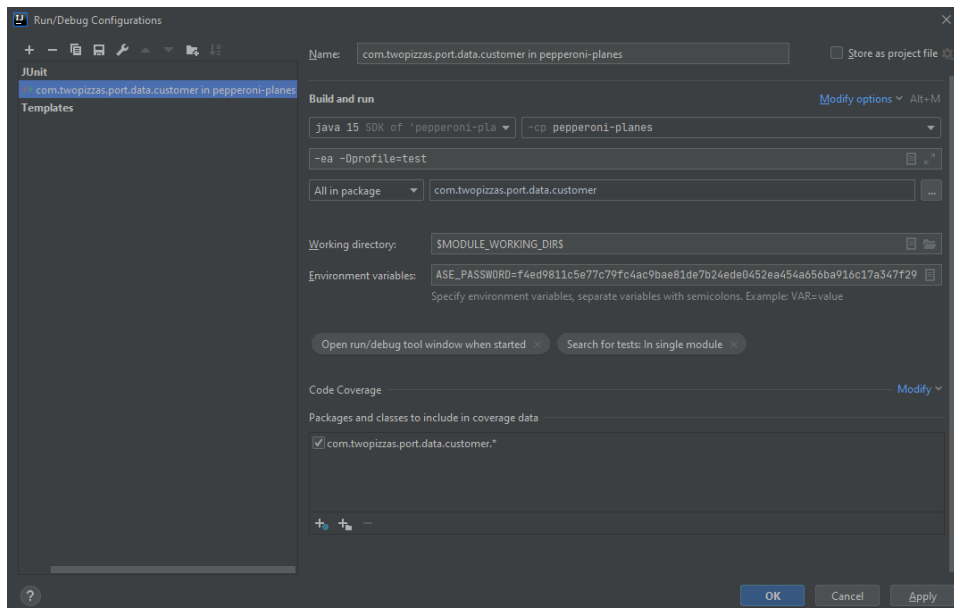 Run/Debug Configurations
Name: com.twopizzas.port.data.customer in pepperoni-planes Store as project file
JUnit
com.twopizzas.port.data.customer in pepperoni-planes
Templates
Build and run Modify options Alt+M
java 15 SDK of 'pepperoni-pla -cp pepperoni-planes
-ea -Dprofile=test
All in package com.twopizzas.port.data.customer ...
Working directory: $MODULE_WORKING_DIR$
Environment variables: ASE_PASSWORD=f4ed9811c5e77c79fc4ac9bae81de7b24ede0452ea454a656ba916c17a347f29
Specify environment variables, separate variables with semicolons. Example: VAR=value
Open run/debug tool window when started Search for tests: In single module
Code Coverage Modify
Packages and classes to include in coverage data
com.twopizzas.port.data.customer.*
? OK Cancel Apply